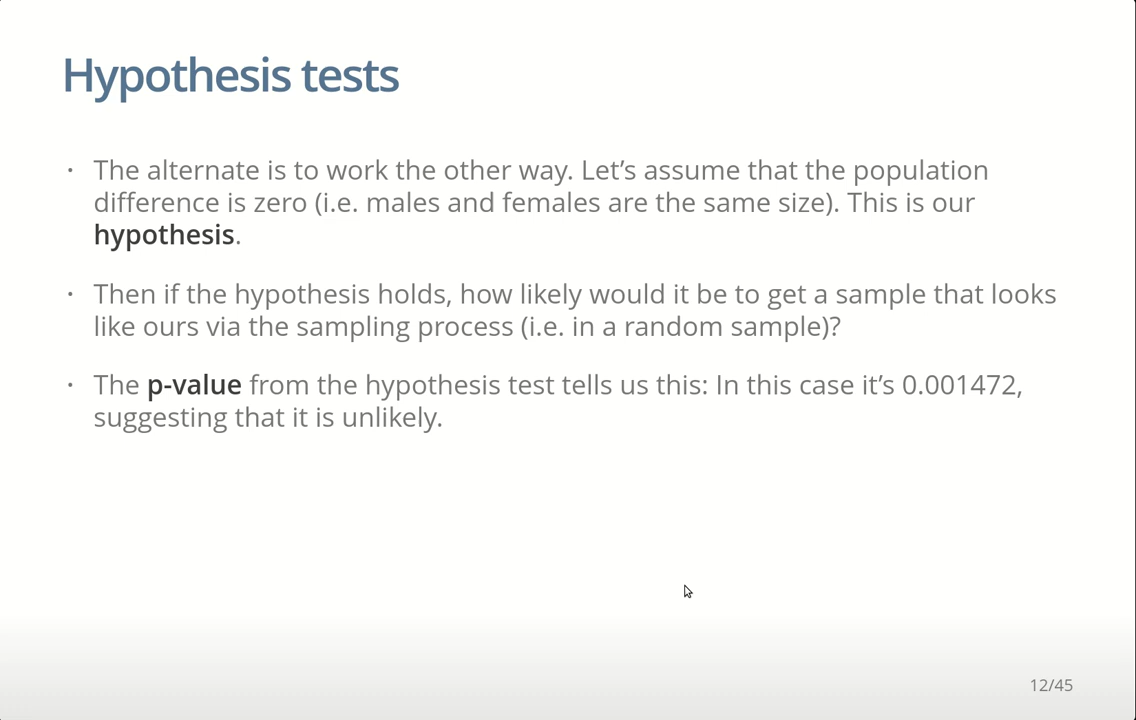 Hypothesis tests
· The alternate is to work the other way. Let’s assume that the population
difference is zero (i.e. males and females are the same size). This is our
hypothesis.
· Then if the hypothesis holds, how likely would it be to get a sample that looks
like ours via the sampling process (i.e. in a random sample)?
· The p-value from the hypothesis test tells us this: In this case it’s 0.001472,
suggesting that it is unlikely.
12/45